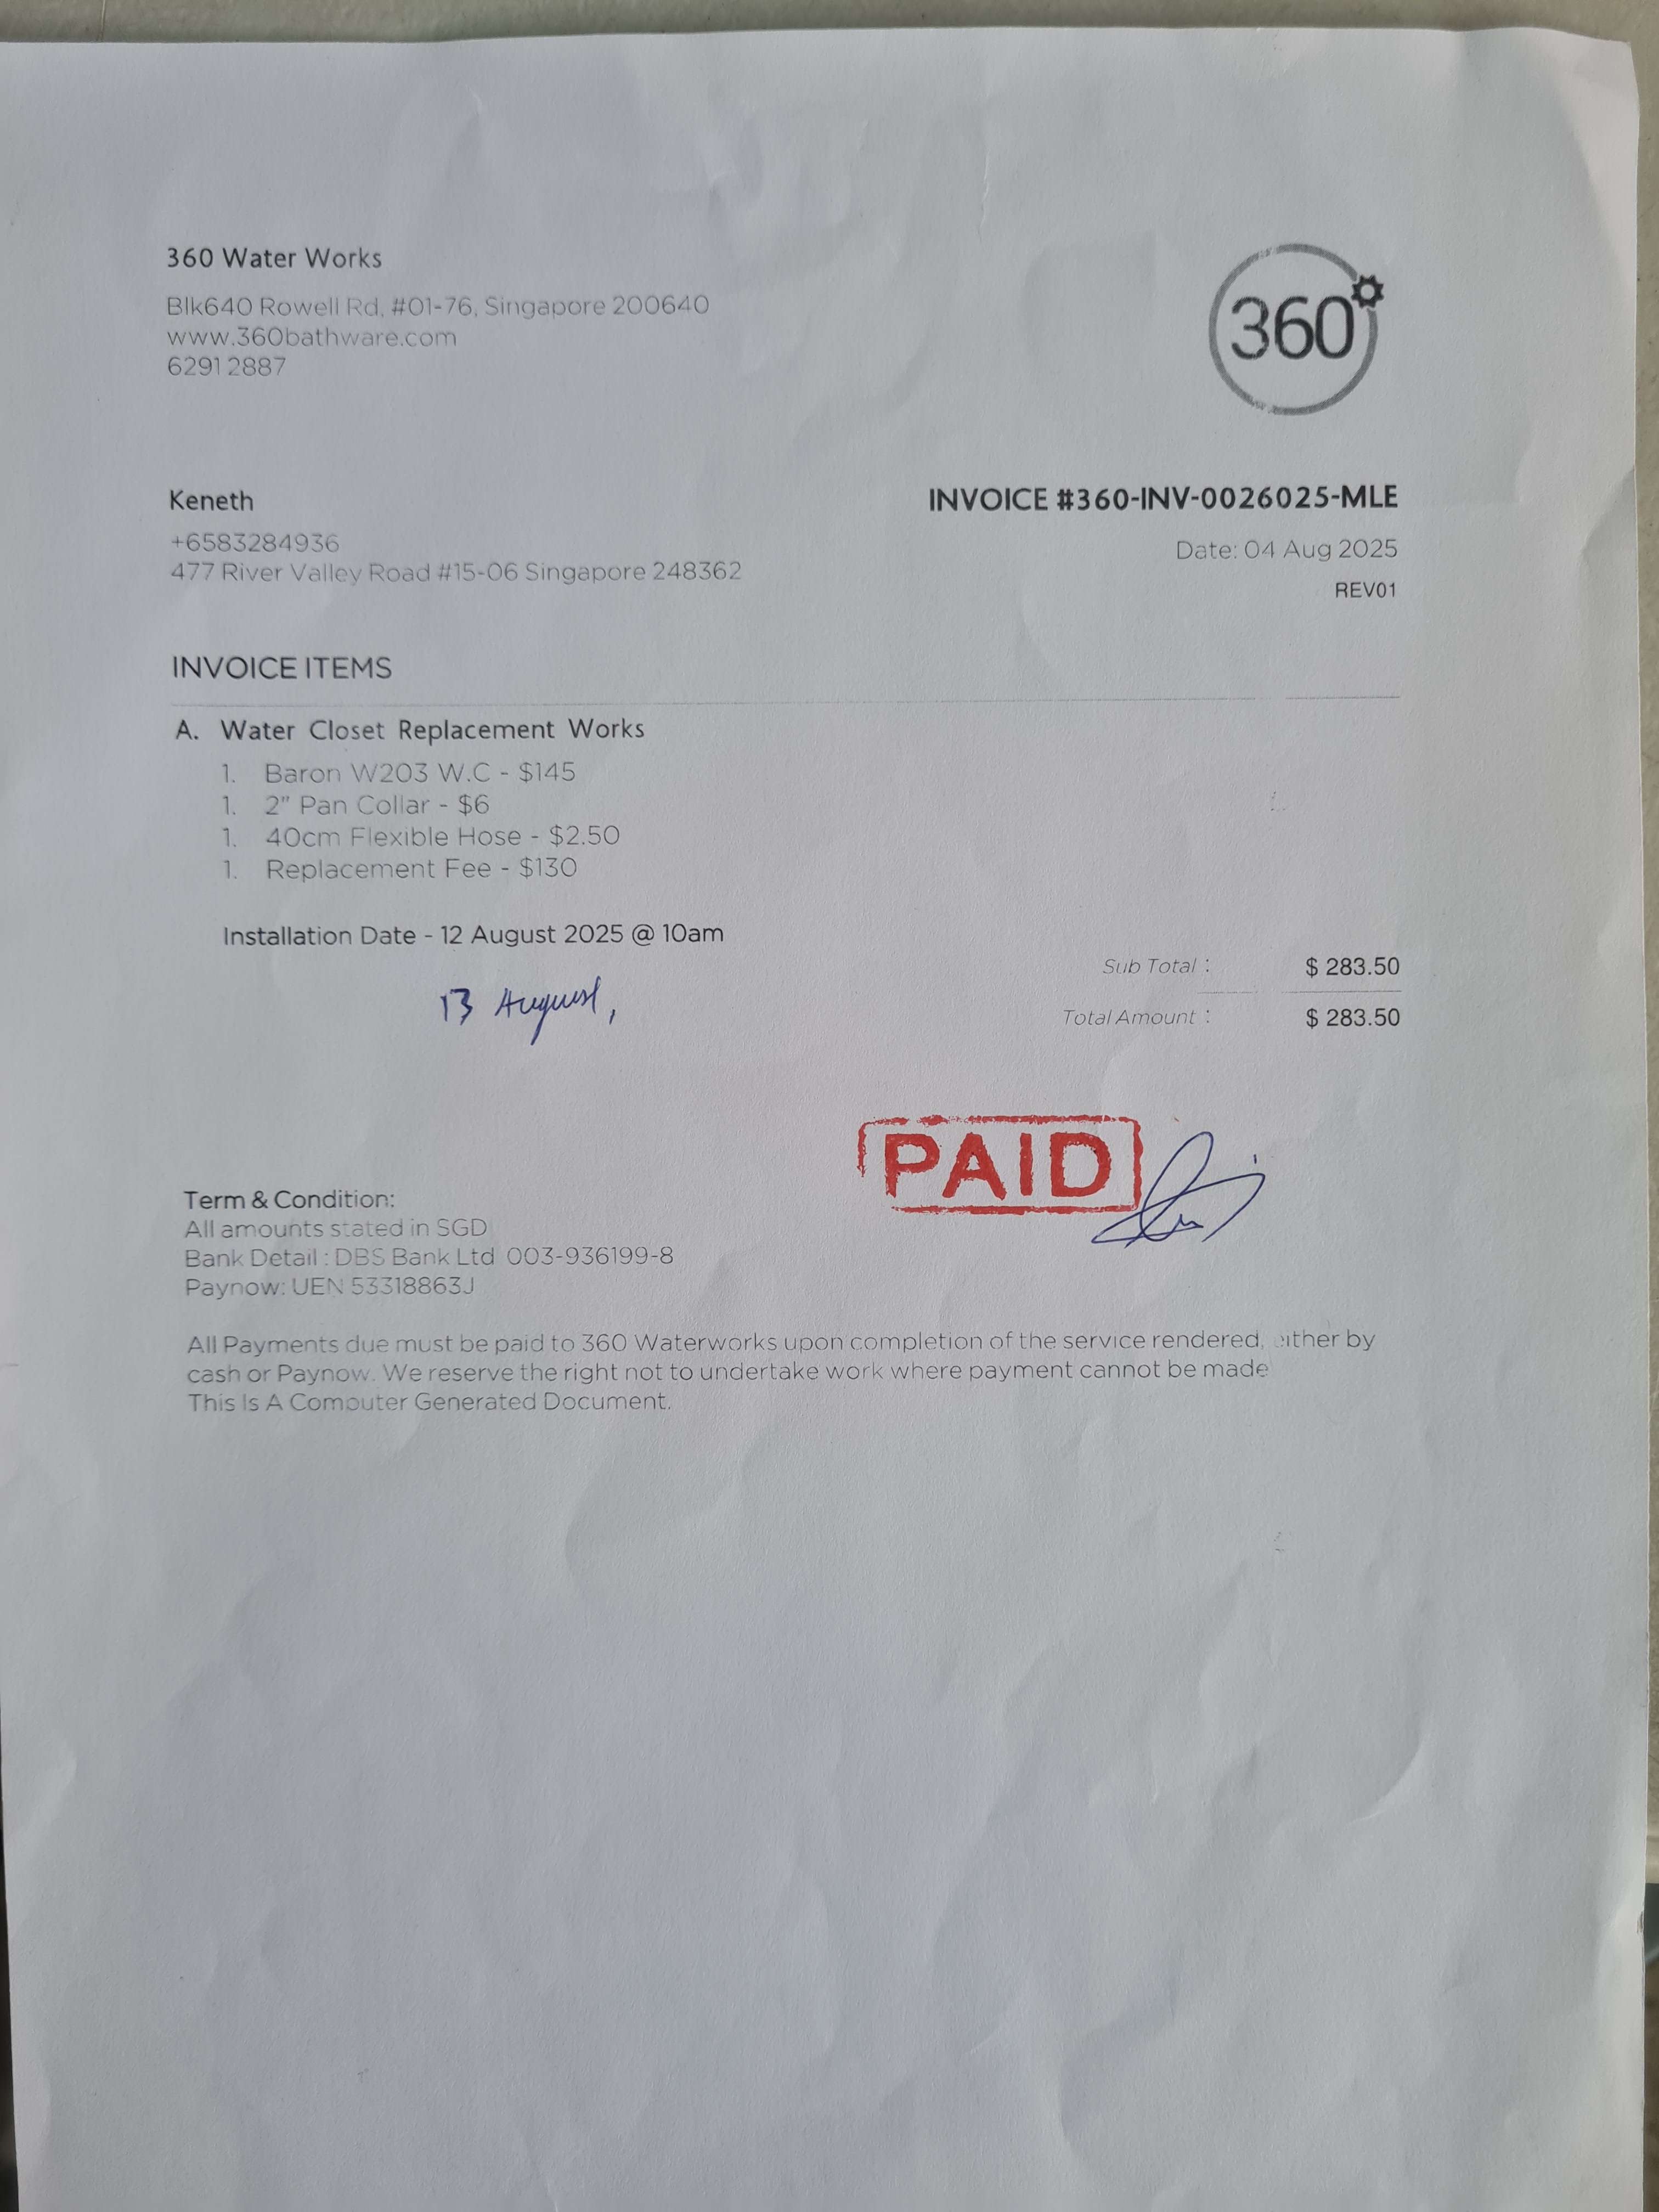 360 Water Works
Blk640 Rowell Rd, #01-76, Singapore 200640
www.360bathware.com
62912887
360
Keneth
+6583284936
477 River Valley Road #15-06 Singapore 248362
INVOICE #360-INV-0026025-MLE
Date: 04 Aug 2025
REV01
INVOICE ITEMS
A. Water Closet Replacement Works
1. Baron W203 W.C - $145
1. 2" Pan Collar - $6
1. 40cm Flexible Hose - $2.50
1. Replacement Fee - $130
Installation Date - 12 August 2025 @ 10am
13 August,
Sub Total : $ 283.50
Total Amount : $ 283.50
PAID
Term & Condition:
All amounts stated in SGD
Bank Detail : DBS Bank Ltd 003-936199-8
Paynow: UEN 53318863J
All Payments due must be paid to 360 Waterworks upon completion of the service rendered, either by
cash or Paynow. We reserve the right not to undertake work where payment cannot be made
This Is A Computer Generated Document.